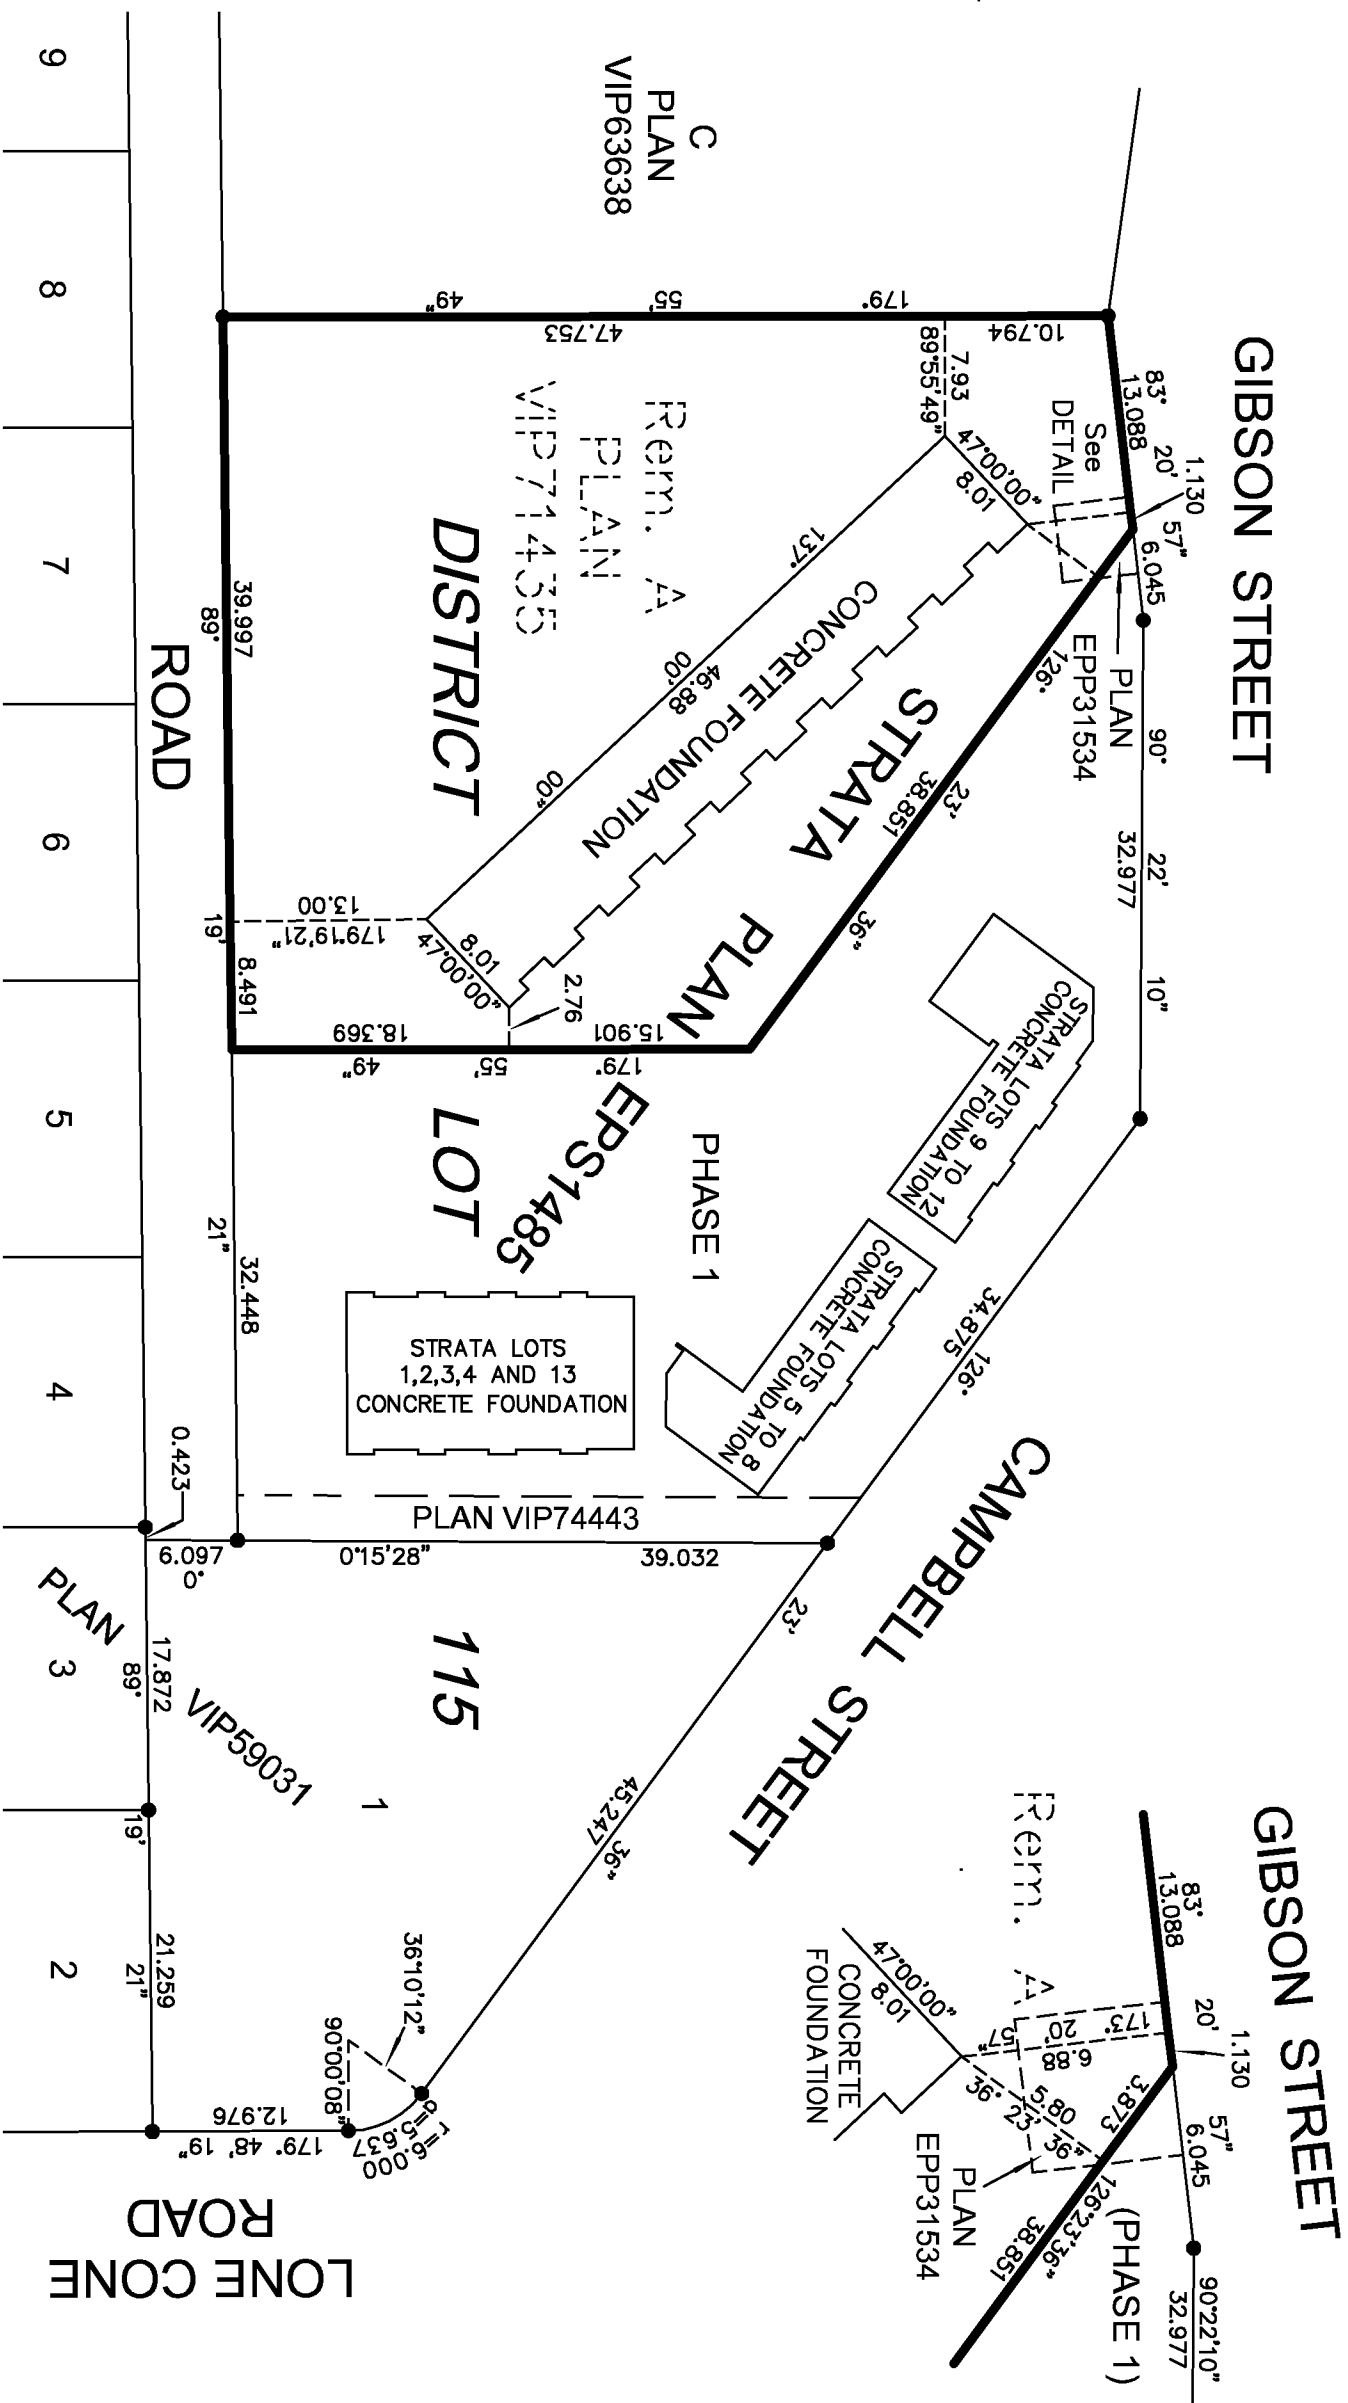 GIBSON STREET
C
PLAN
VIP63638
83° 20' 57"
13.088
1.130
6.045
90° 22' 10"
32.977
See
DETAIL
PLAN
EPP31534
10.794
47.753
179° 55' 49"
7.93
89°55'49"
47°00'00"
8.01
137° 00' 00"
46.88
CONCRETE FOUNDATION
126° 23' 36"
38.851
Rem. A
PLAN
VIP71435
STRATA PLAN EPS1485
DISTRICT LOT 115
39.997
89° 19' 21"
8.491
32.448
13.00
179°19'21"
8.01
47°00'00"
2.76
15.901
18.369
179° 55' 49"
PHASE 1
STRATA LOTS 9 TO 12
CONCRETE FOUNDATION
STRATA LOTS 5 TO 8
CONCRETE FOUNDATION
STRATA LOTS
1,2,3,4 AND 13
CONCRETE FOUNDATION
34.875
126° 23' 36"
45.247
CAMPBELL STREET
PLAN VIP74443
0°15'28"
39.032
6.097
0°
0.423
ROAD
9
8
7
6
5
4
3
2
PLAN VIP59031
1
17.872
89° 19' 21"
21.259
36°10'12"
90°00'08"
r=6.000
a=5.637
12.976
179° 48' 19"
LONE CONE
ROAD
GIBSON STREET
83° 20' 57"
13.088
1.130
6.045
90°22'10"
32.977
Rem. A
173° 20' 57"
6.88
3.873
5.80
36° 23' 36"
47°00'00"
8.01
CONCRETE
FOUNDATION
PLAN
EPP31534
126°23'36"
38.851
(PHASE 1)